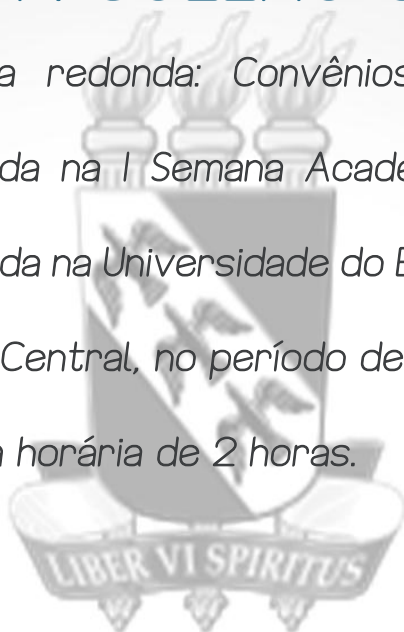 a redonda: Convênios
da na I Semana Acade
da na Universidade do E
Central, no período de
a horária de 2 horas.
LIBER VI SPIRITUS